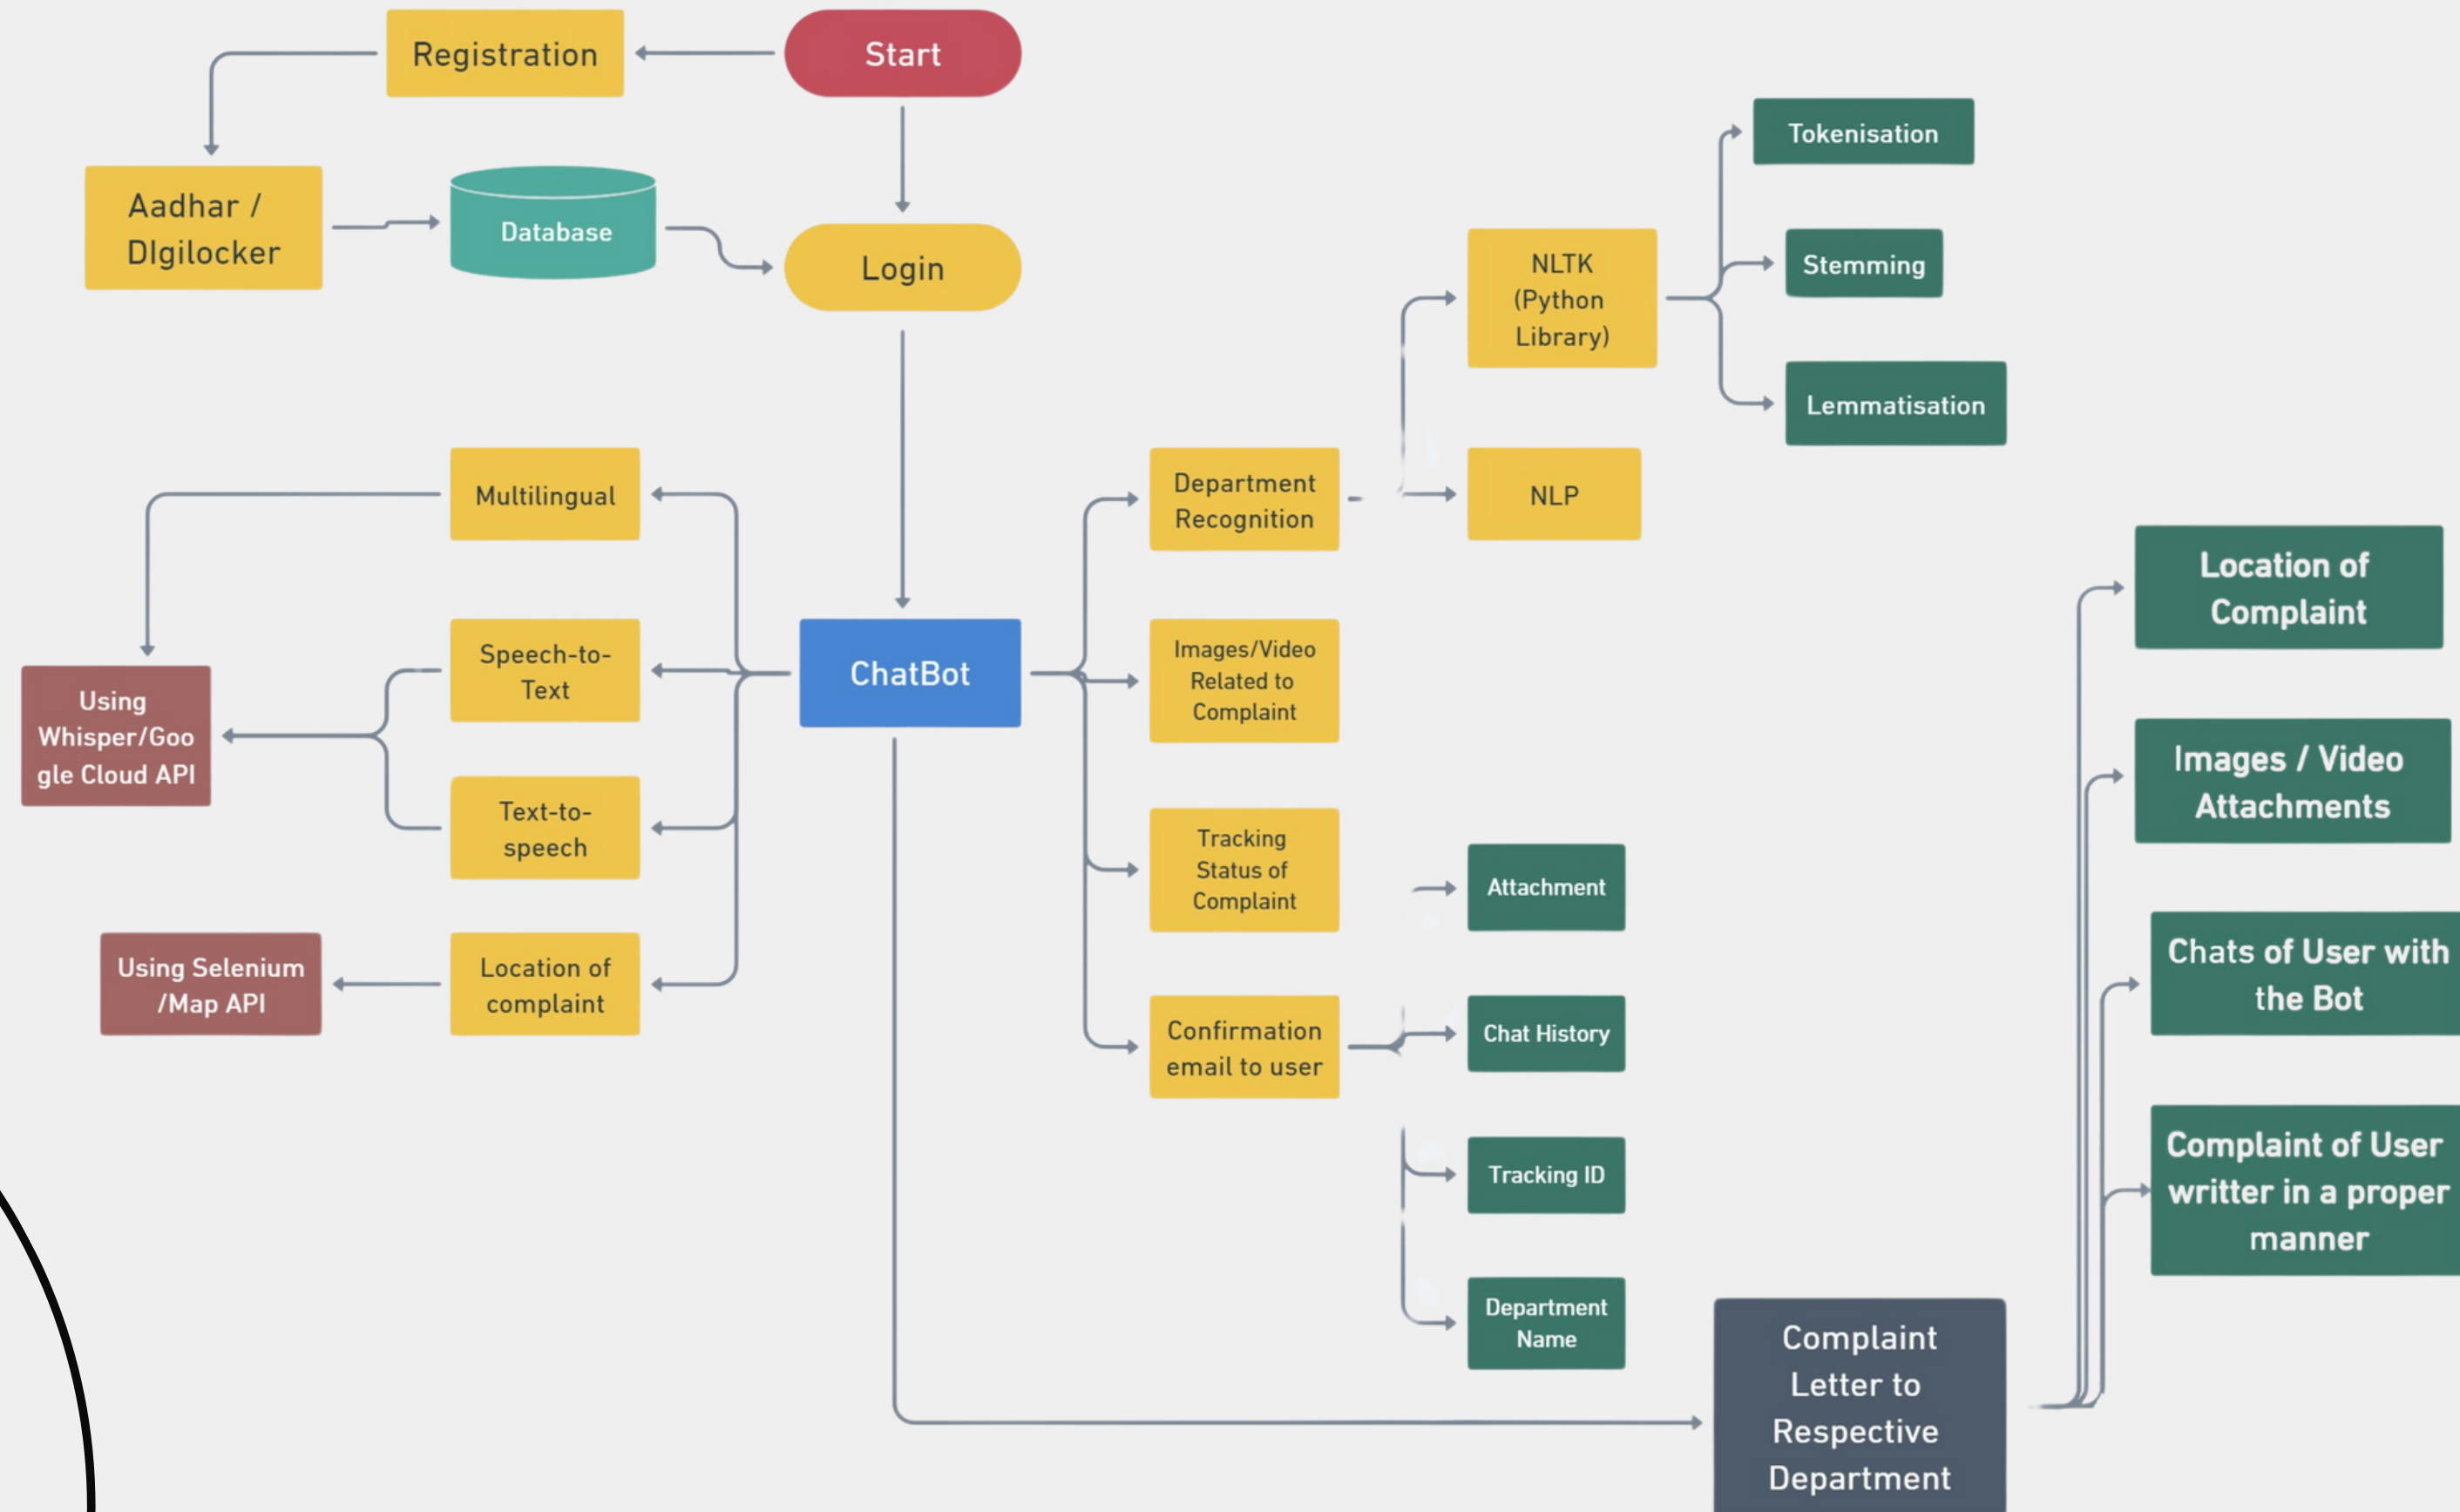 Registration
Start
Aadhar /
DIgilocker
Database
Login
Tokenisation
Stemming
Lemmatisation
NLTK
(Python
Library)
NLP
Multilingual
Speech-to-
Text
Text-to-
speech
Location of
complaint
Using
Whisper/Goo
gle Cloud API
Using Selenium
/Map API
ChatBot
Department
Recognition
Images/Video
Related to
Complaint
Tracking
Status of
Complaint
Confirmation
email to user
Attachment
Chat History
Tracking ID
Department
Name
Complaint
Letter to
Respective
Department
Location of
Complaint
Images / Video
Attachments
Chats of User with
the Bot
Complaint of User
writter in a proper
manner